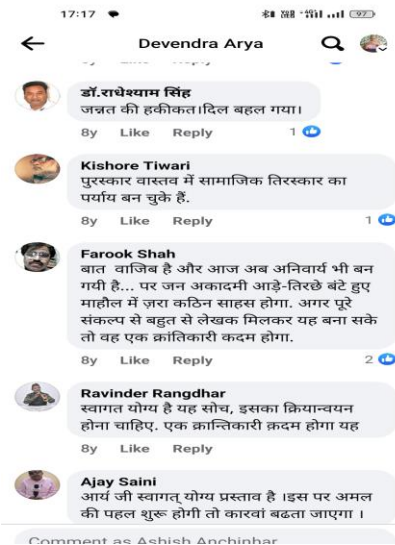 17:17
97
Devendra Arya
डॉ.राधेश्याम सिंह
जन्नत की हकीकत।दिल बहल गया।
8y Like Reply 1
Kishore Tiwari
पुरस्कार वास्तव में सामाजिक तिरस्कार का
पर्याय बन चुके हैं.
8y Like Reply 1
Farook Shah
बात वाजिब है और आज अब अनिवार्य भी बन
गयी है... पर जन अकादमी आड़े-तिरछे बंटे हुए
माहौल में ज़रा कठिन साहस होगा. अगर पूरे
संकल्प से बहुत से लेखक मिलकर यह बना सके
तो वह एक क्रांतिकारी कदम होगा.
8y Like Reply 2
Ravinder Rangdhar
स्वागत योग्य है यह सोच, इसका क्रियान्वयन
होना चाहिए. एक क्रान्तिकारी क़दम होगा यह
8y Like Reply
Ajay Saini
आर्य जी स्वागत् योग्य प्रस्ताव है ।इस पर अमल
की पहल शुरू होगी तो कारवां बढता जाएगा ।
Comment as Ashish Anchinhar